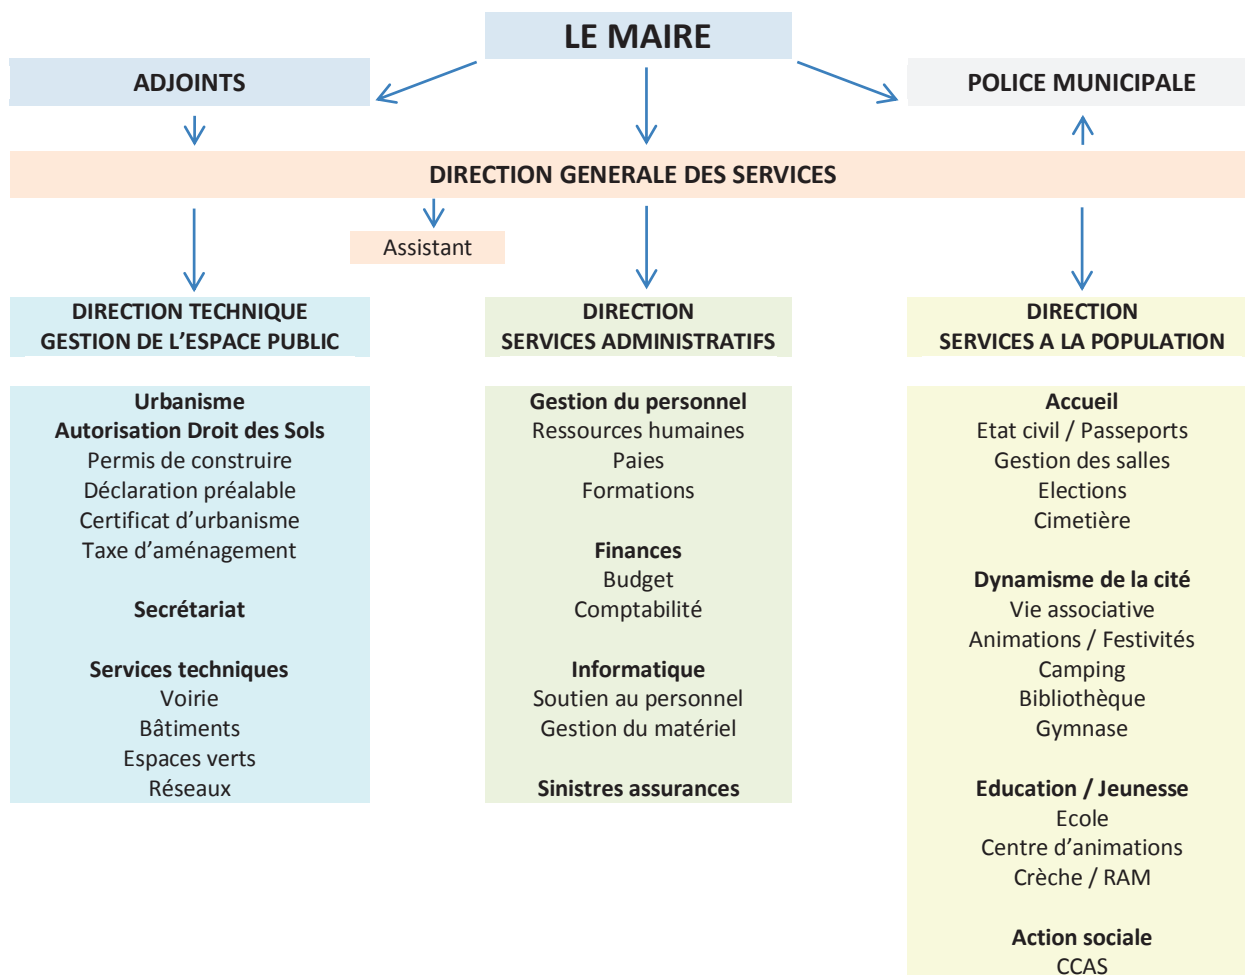 LE MAIRE
ADJOINTS
POLICE MUNICIPALE
DIRECTION GENERALE DES SERVICES
Assistant
DIRECTION TECHNIQUE
GESTION DE L’ESPACE PUBLIC
Urbanisme
Autorisation Droit des Sols
Permis de construire
Déclaration préalable
Certificat d’urbanisme
Taxe d’aménagement
Secrétariat
Services techniques
Voirie
Bâtiments
Espaces verts
Réseaux
DIRECTION
SERVICES ADMINISTRATIFS
Gestion du personnel
Ressources humaines
Paies
Formations
Finances
Budget
Comptabilité
Informatique
Soutien au personnel
Gestion du matériel
Sinistres assurances
DIRECTION
SERVICES A LA POPULATION
Accueil
Etat civil / Passeports
Gestion des salles
Elections
Cimetière
Dynamisme de la cité
Vie associative
Animations / Festivités
Camping
Bibliothèque
Gymnase
Education / Jeunesse
Ecole
Centre d’animations
Crèche / RAM
Action sociale
CCAS